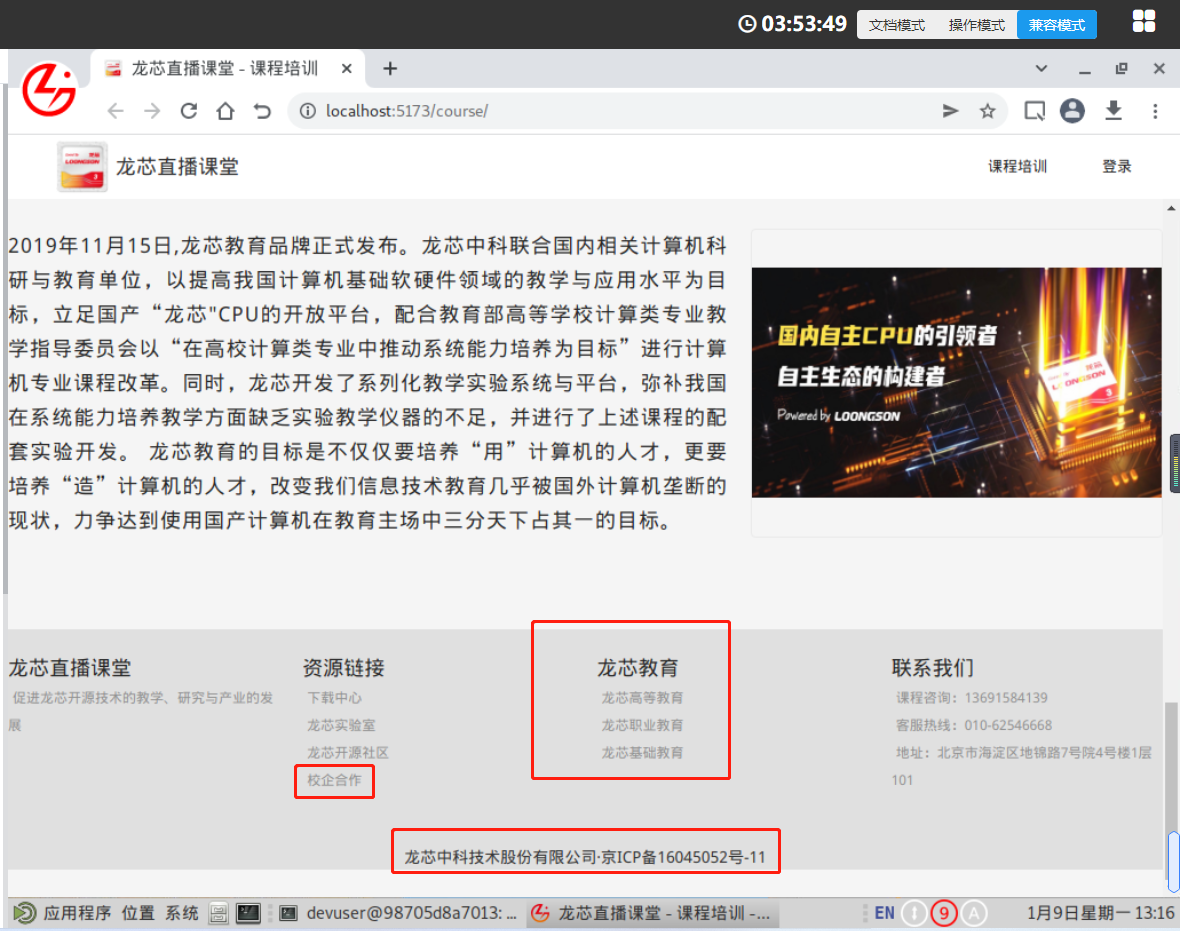 03:53:49
文档模式
操作模式
兼容模式
龙芯直播课堂 - 课程培训
localhost:5173/course/
龙芯直播课堂
课程培训
登录
2019年11月15日,龙芯教育品牌正式发布。龙芯中科联合国内相关计算机科
研与教育单位，以提高我国计算机基础软硬件领域的教学与应用水平为目
标，立足国产“龙芯"CPU的开放平台，配合教育部高等学校计算类专业教
学指导委员会以“在高校计算类专业中推动系统能力培养为目标”进行计算
机专业课程改革。同时，龙芯开发了系列化教学实验系统与平台，弥补我国
在系统能力培养教学方面缺乏实验教学仪器的不足，并进行了上述课程的配
套实验开发。 龙芯教育的目标是不仅仅要培养“用”计算机的人才，更要
培养“造”计算机的人才，改变我们信息技术教育几乎被国外计算机垄断的
现状，力争达到使用国产计算机在教育主场中三分天下占其一的目标。
国内自主CPU的引领者
自主生态的构建者
Powered by LOONGSON
龙芯
LOONGSON
3
龙芯直播课堂
促进龙芯开源技术的教学、研究与产业的发
展
资源链接
下载中心
龙芯实验室
龙芯开源社区
校企合作
龙芯教育
龙芯高等教育
龙芯职业教育
龙芯基础教育
联系我们
课程咨询：13691584139
客服热线：010-62546668
地址：北京市海淀区地锦路7号院4号楼1层
101
龙芯中科技术股份有限公司·京ICP备16045052号-11
应用程序 位置 系统
devuser@98705d8a7013: ...
龙芯直播课堂 - 课程培训 -...
EN
9
A
1月9日星期一 13:16